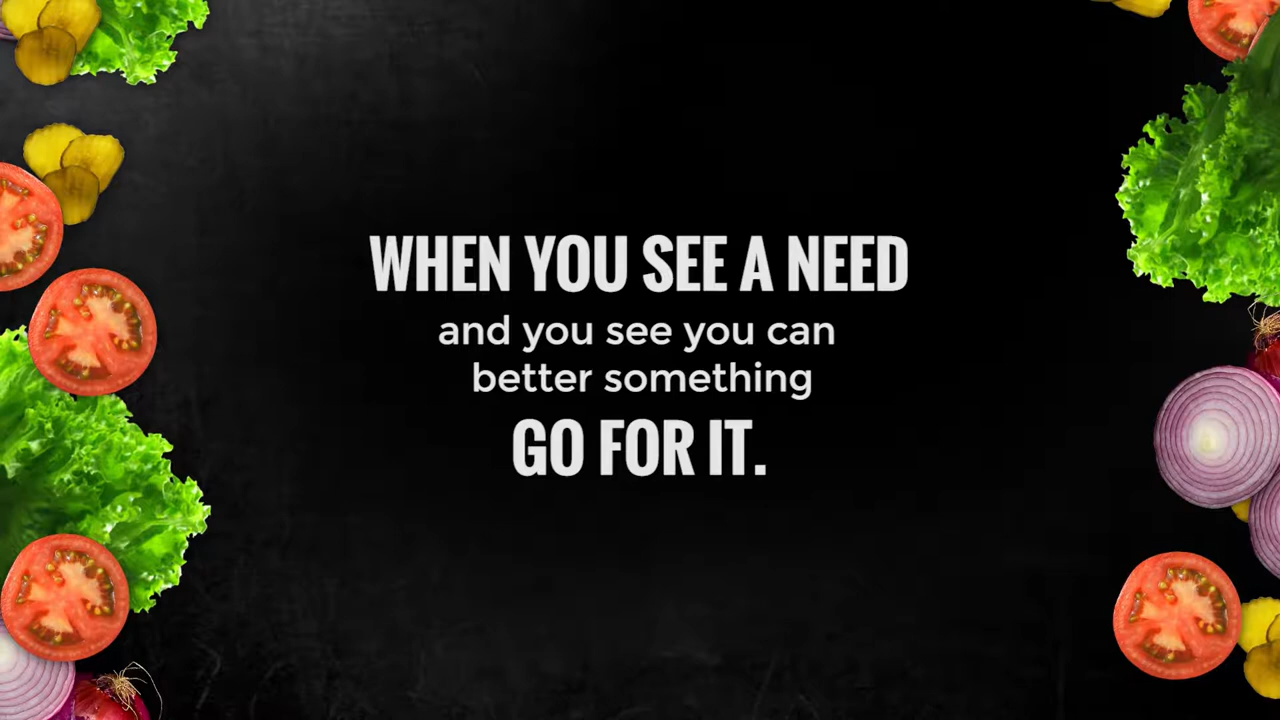 WHEN YOU SEE A NEED
and you see you can
better something
GO FOR IT.